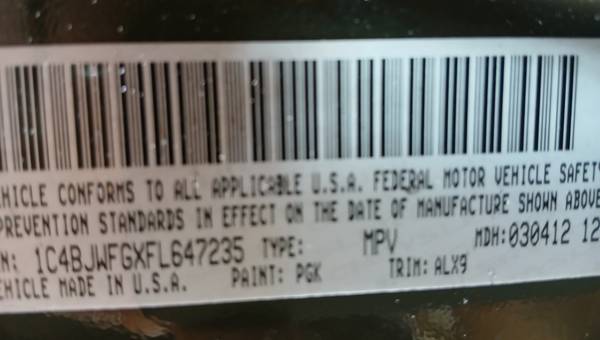 EHICLE CONFORMS TO ALL APPLICABLE U.S.A. FEDERAL MOTOR VEHICLE SAFETY
PREVENTION STANDARDS IN EFFECT ON THE DATE OF MANUFACTURE SHOWN ABOVE
N: 1C4BJWFGXFL647235 TYPE: MPV MDH: 030412 12
EHICLE MADE IN U.S.A. PAINT: PGK TRIM: ALX9